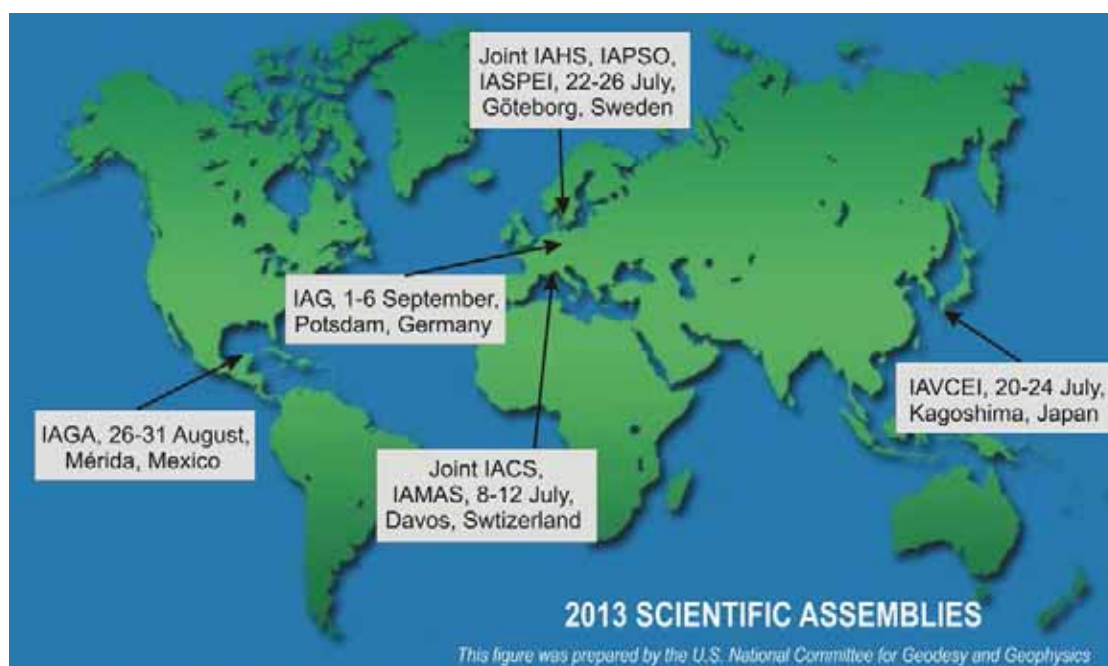 Joint IAHS, IAPSO,
IASPEI, 22-26 July,
Göteborg, Sweden
IAG, 1-6 September,
Potsdam, Germany
IAVCEI, 20-24 July,
Kagoshima, Japan
IAGA, 26-31 August,
Mérida, Mexico
Joint IACS,
IAMAS, 8-12 July,
Davos, Swtizerland
2013 SCIENTIFIC ASSEMBLIES
This figure was prepared by the U.S. National Committee for Geodesy and Geophysics